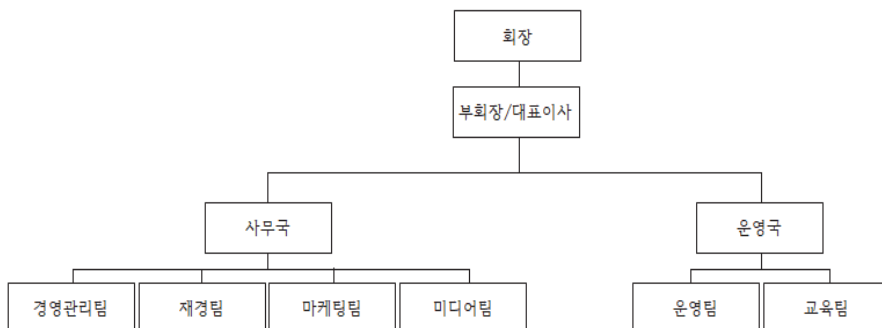 회장
부회장/대표이사
사무국
운영국
경영관리팀
재경팀
마케팅팀
미디어팀
운영팀
교육팀